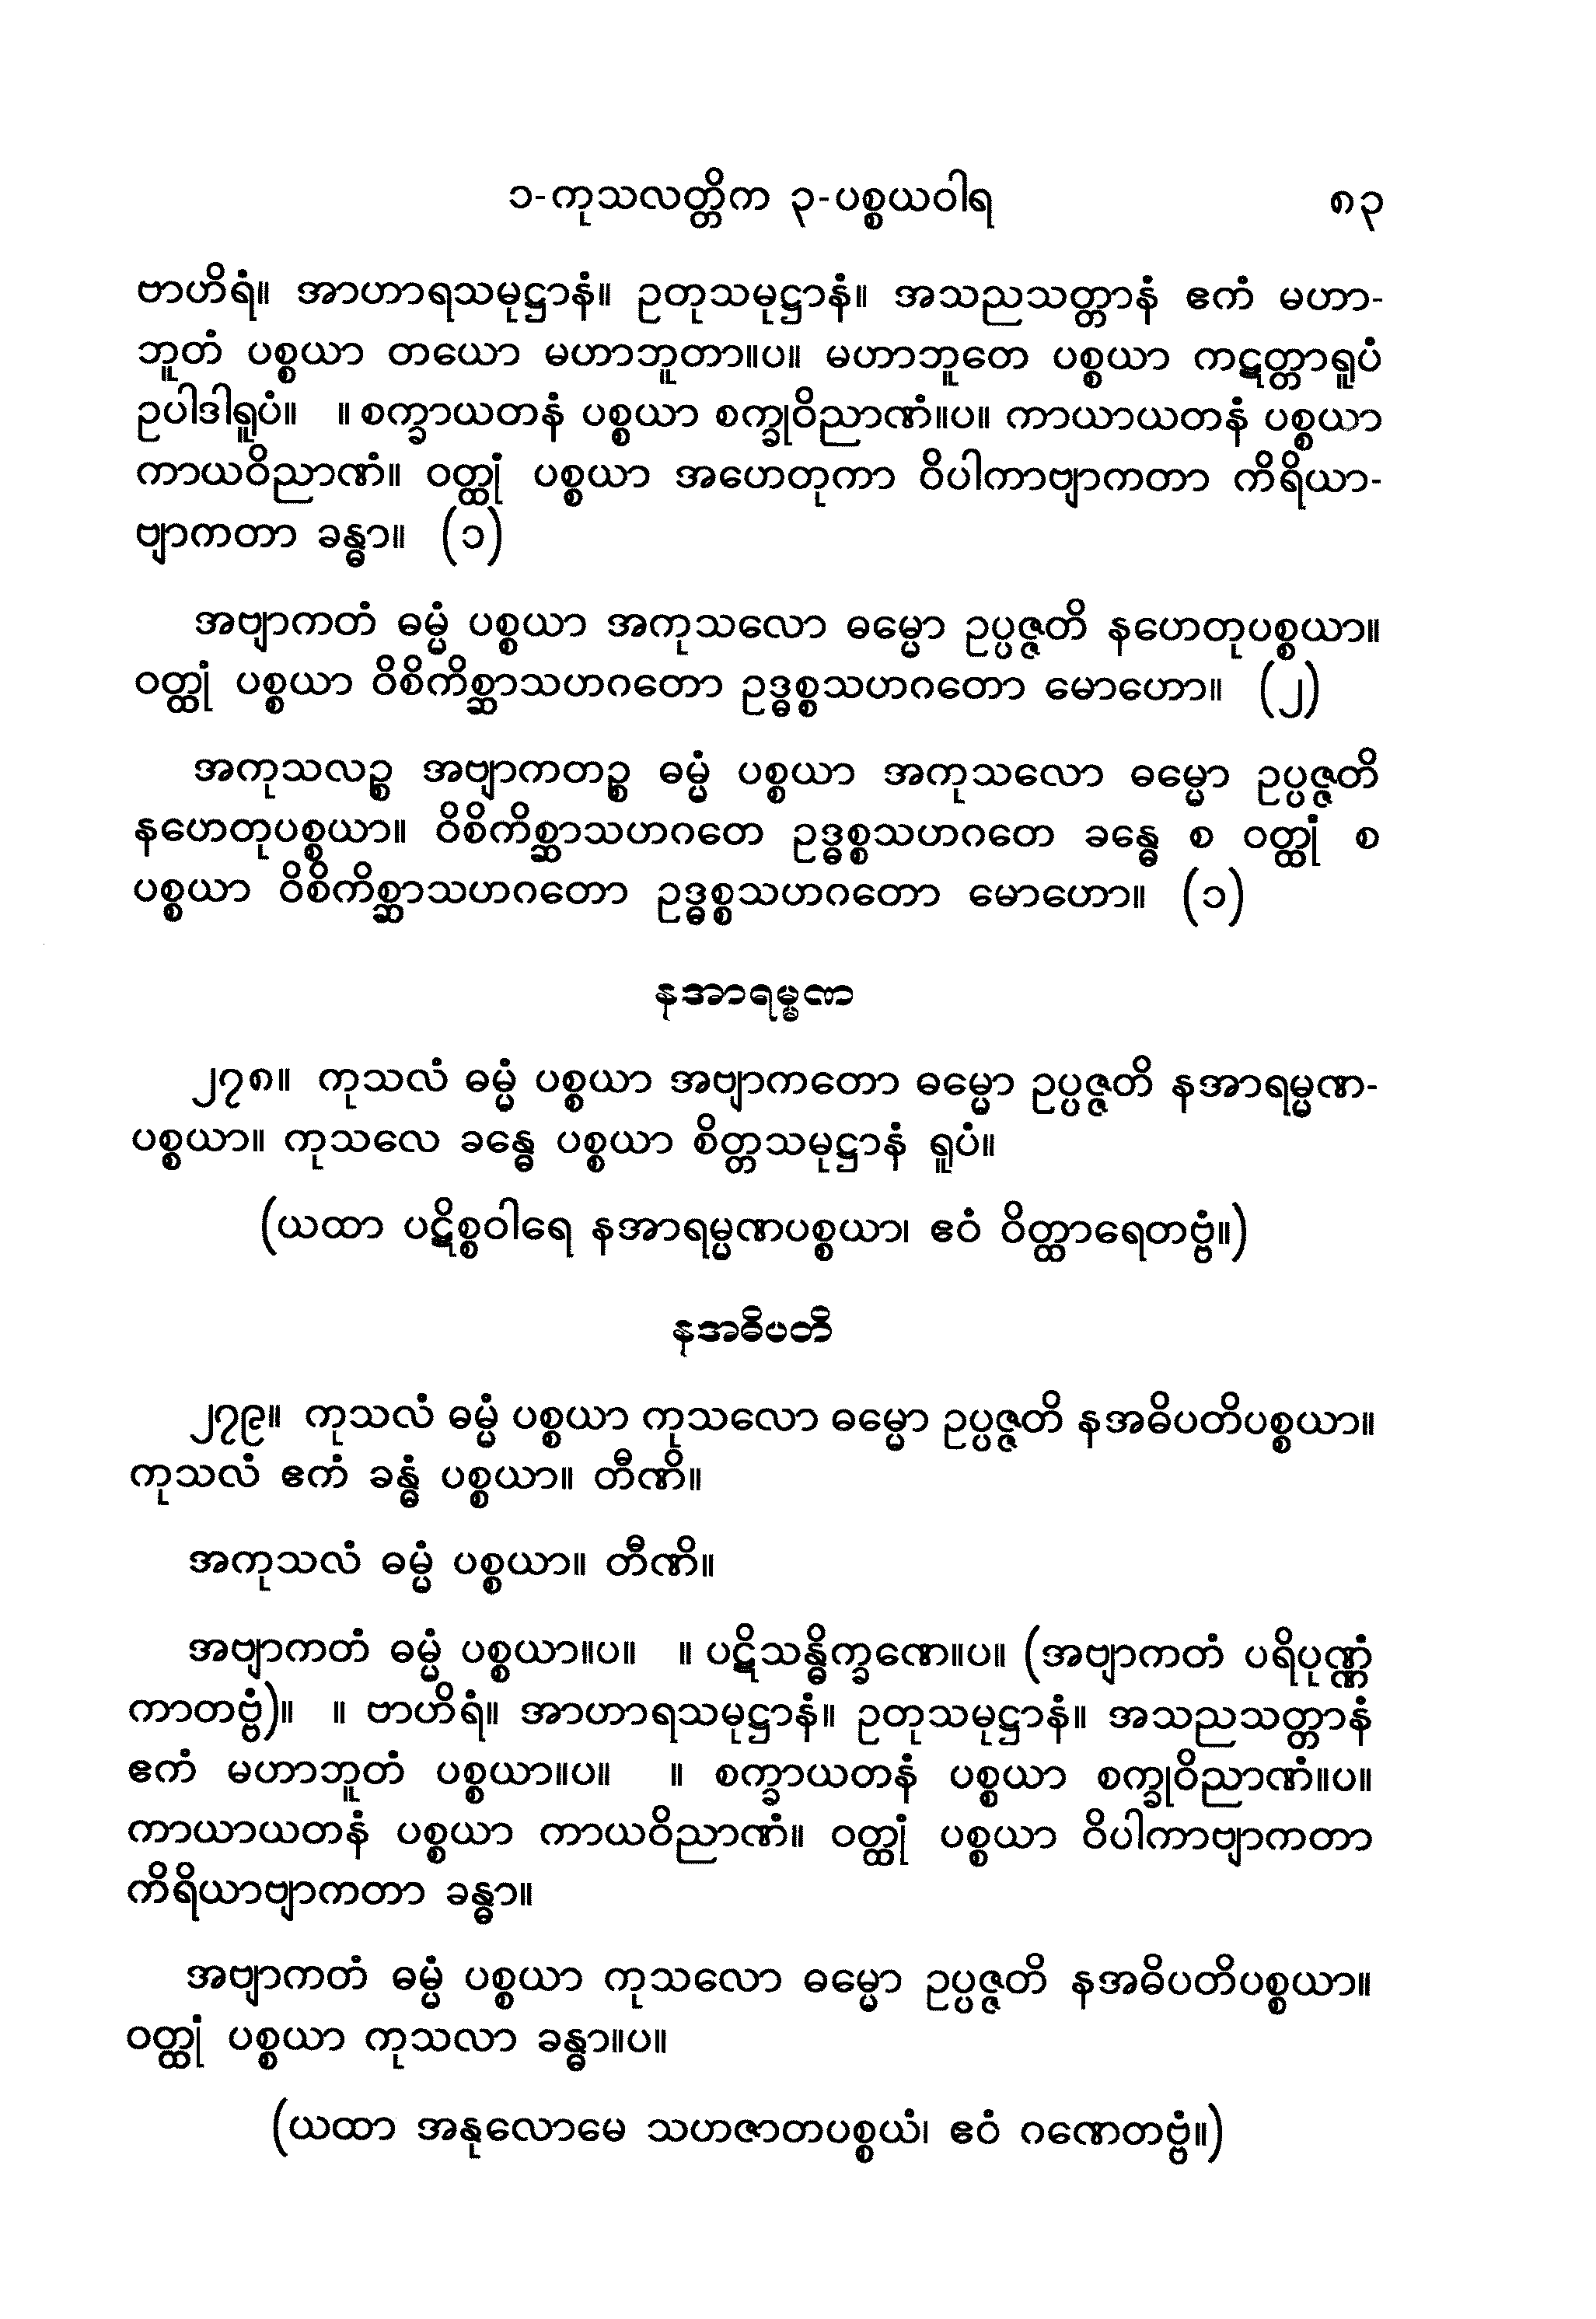 ၁-ကုသလတ္တိက ၃-ပစ္စယဝါရ ၈၃
ဗာဟိရံ။ အာဟာရသမုဋ္ဌာနံ။ ဥတုသမုဋ္ဌာနံ။ အသညသတ္တာနံ ဧကံ မဟာ-
ဘူတံ ပစ္စယာ တယော မဟာဘူတာ။ပ။ မဟာဘူတေ ပစ္စယာ ကဋတ္တာရူပံ
ဥပါဒါရူပံ။ ။ စက္ခာယတနံ ပစ္စယာ စက္ခုဝိညာဏံ။ပ။ ကာယာယတနံ ပစ္စယာ
ကာယဝိညာဏံ။ ဝတ္ထုံ ပစ္စယာ အဟေတုကာ ဝိပါကာဗျာကတာ ကိရိယာ-
ဗျာကတာ ခန္ဓာ။ (၁)
အဗျာကတံ ဓမ္မံ ပစ္စယာ အကုသလော ဓမ္မော ဥပ္ပဇ္ဇတိ နဟေတုပစ္စယာ။
ဝတ္ထုံ ပစ္စယာ ဝိစိကိစ္ဆာသဟဂတော ဥဒ္ဓစ္စသဟဂတော မောဟော။ (၂)
အကုသလဉ္စ အဗျာကတဉ္စ ဓမ္မံ ပစ္စယာ အကုသလော ဓမ္မော ဥပ္ပဇ္ဇတိ
နဟေတုပစ္စယာ။ ဝိစိကိစ္ဆာသဟဂတေ ဥဒ္ဓစ္စသဟဂတေ ခန္ဓေ စ ဝတ္ထုံ စ
ပစ္စယာ ဝိစိကိစ္ဆာသဟဂတော ဥဒ္ဓစ္စသဟဂတော မောဟော။ (၁)
နအာရမ္မဏ
၂၇၈။ ကုသလံ ဓမ္မံ ပစ္စယာ အဗျာကတော ဓမ္မော ဥပ္ပဇ္ဇတိ နအာရမ္မဏ-
ပစ္စယာ။ ကုသလေ ခန္ဓေ ပစ္စယာ စိတ္တသမုဋ္ဌာနံ ရူပံ။
(ယထာ ပဋိစ္စဝါရေ နအာရမ္မဏပစ္စယာ၊ ဧဝံ ဝိတ္ထာရေတဗ္ဗံ။)
နအဓိပတိ
၂၇၉။ ကုသလံ ဓမ္မံ ပစ္စယာ ကုသလော ဓမ္မော ဥပ္ပဇ္ဇတိ နအဓိပတိပစ္စယာ။
ကုသလံ ဧကံ ခန္ဓံ ပစ္စယာ။ တီဏိ။
အကုသလံ ဓမ္မံ ပစ္စယာ။ တီဏိ။
အဗျာကတံ ဓမ္မံ ပစ္စယာ။ပ။ ။ ပဋိသန္ဓိက္ခဏေ။ပ။ (အဗျာကတံ ပရိပုဏ္ဏံ
ကာတဗ္ဗံ)။ ။ ဗာဟိရံ။ အာဟာရသမုဋ္ဌာနံ။ ဥတုသမုဋ္ဌာနံ။ အသညသတ္တာနံ
ဧကံ မဟာဘူတံ ပစ္စယာ။ပ။ ။ စက္ခာယတနံ ပစ္စယာ စက္ခုဝိညာဏံ။ပ။
ကာယာယတနံ ပစ္စယာ ကာယဝိညာဏံ။ ဝတ္ထုံ ပစ္စယာ ဝိပါကာဗျာကတာ
ကိရိယာဗျာကတာ ခန္ဓာ။
အဗျာကတံ ဓမ္မံ ပစ္စယာ ကုသလော ဓမ္မော ဥပ္ပဇ္ဇတိ နအဓိပတိပစ္စယာ။
ဝတ္ထုံ ပစ္စယာ ကုသလာ ခန္ဓာ။ပ။
(ယထာ အနုလောမေ သဟဇာတပစ္စယံ၊ ဧဝံ ဂဏေတဗ္ဗံ။)